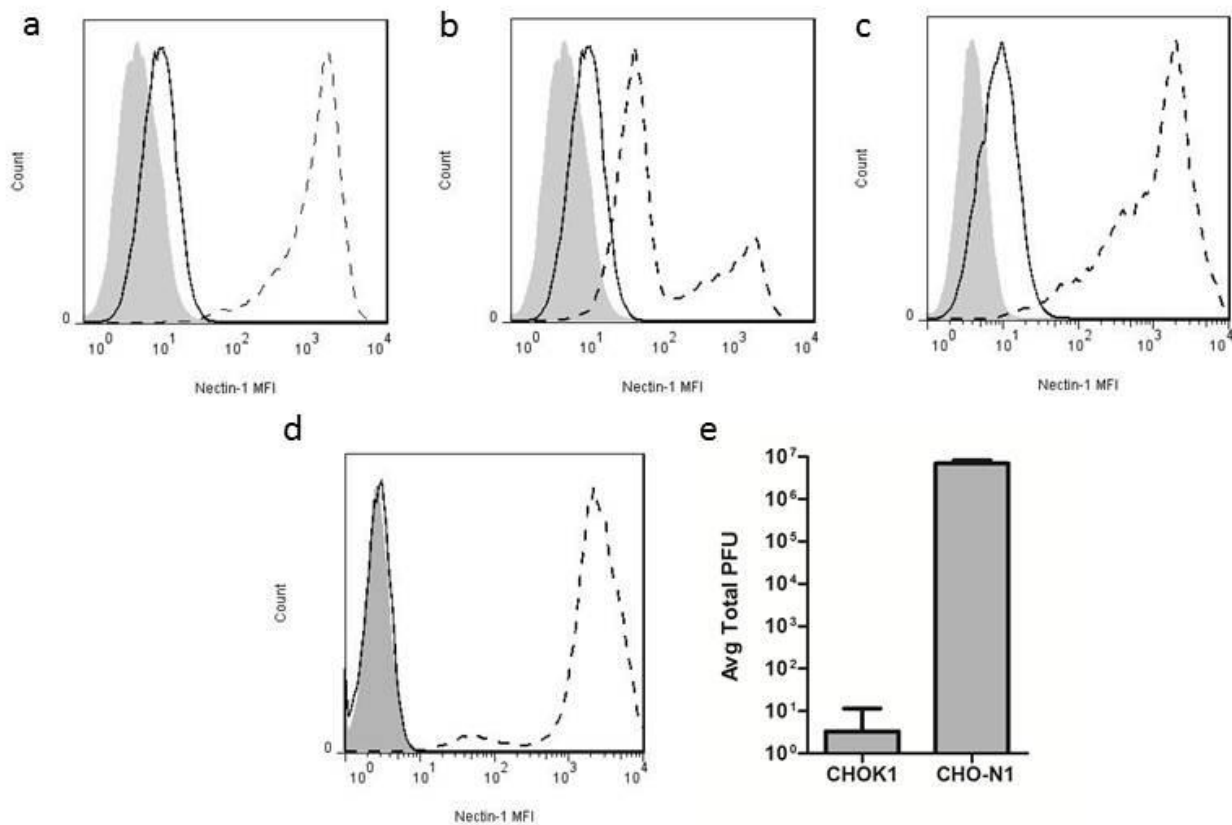 a
Count
0
10^0 10^1 10^2 10^3 10^4
Nectin-1 MFI
b
Count
0
10^0 10^1 10^2 10^3 10^4
Nectin-1 MFI
c
Count
0
10^0 10^1 10^2 10^3 10^4
Nectin-1 MFI
d
Count
0
10^0 10^1 10^2 10^3 10^4
Nectin-1 MFI
e
Avg Total PFU
10^7
10^6
10^5
10^4
10^3
10^2
10^1
10^0
CHOK1 CHO-N1